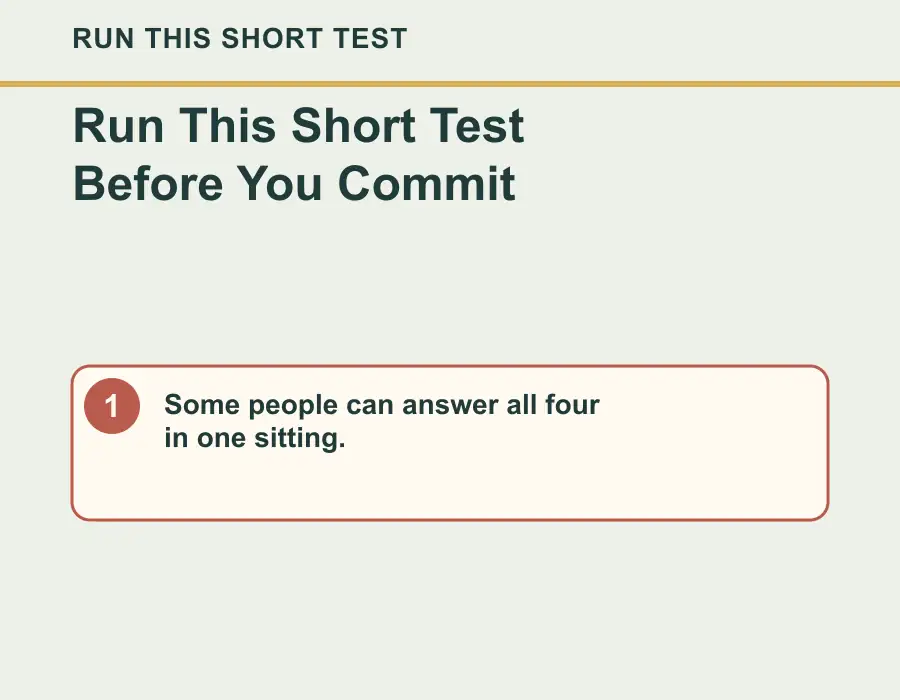 RUN THIS SHORT TEST
Run This Short Test
Before You Commit
1
Some people can answer all four
in one sitting.